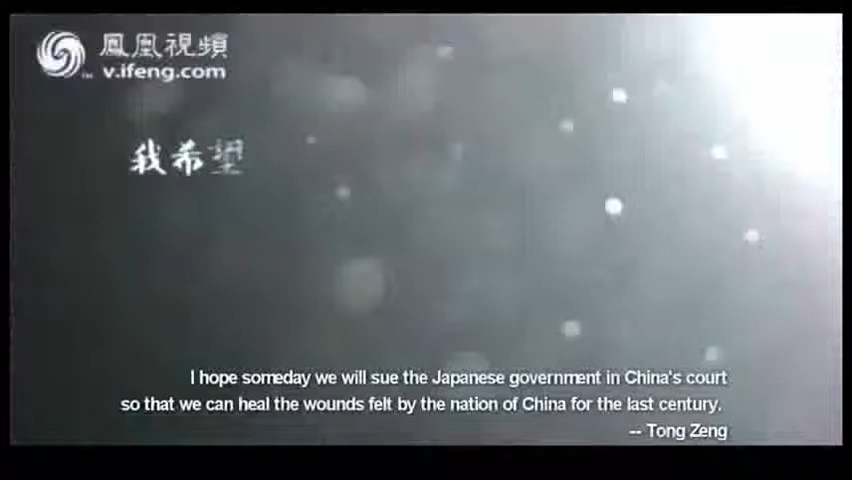 鳳凰視頻
v.ifeng.com
我希望
I hope someday we will sue the Japanese government in China's court
so that we can heal the wounds felt by the nation of China for the last century.
-- Tong Zeng